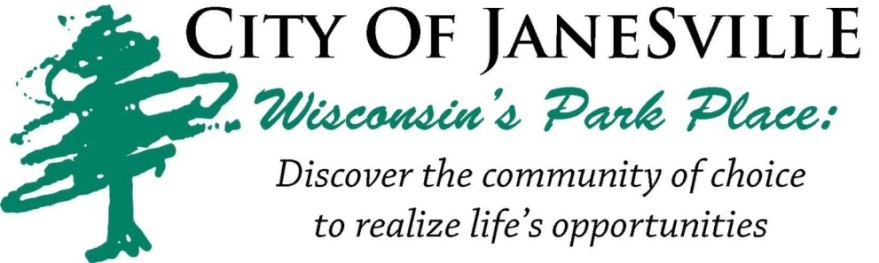 CITY OF JANESVILLE
Wisconsin's Park Place:
Discover the community of choice
to realize life's opportunities